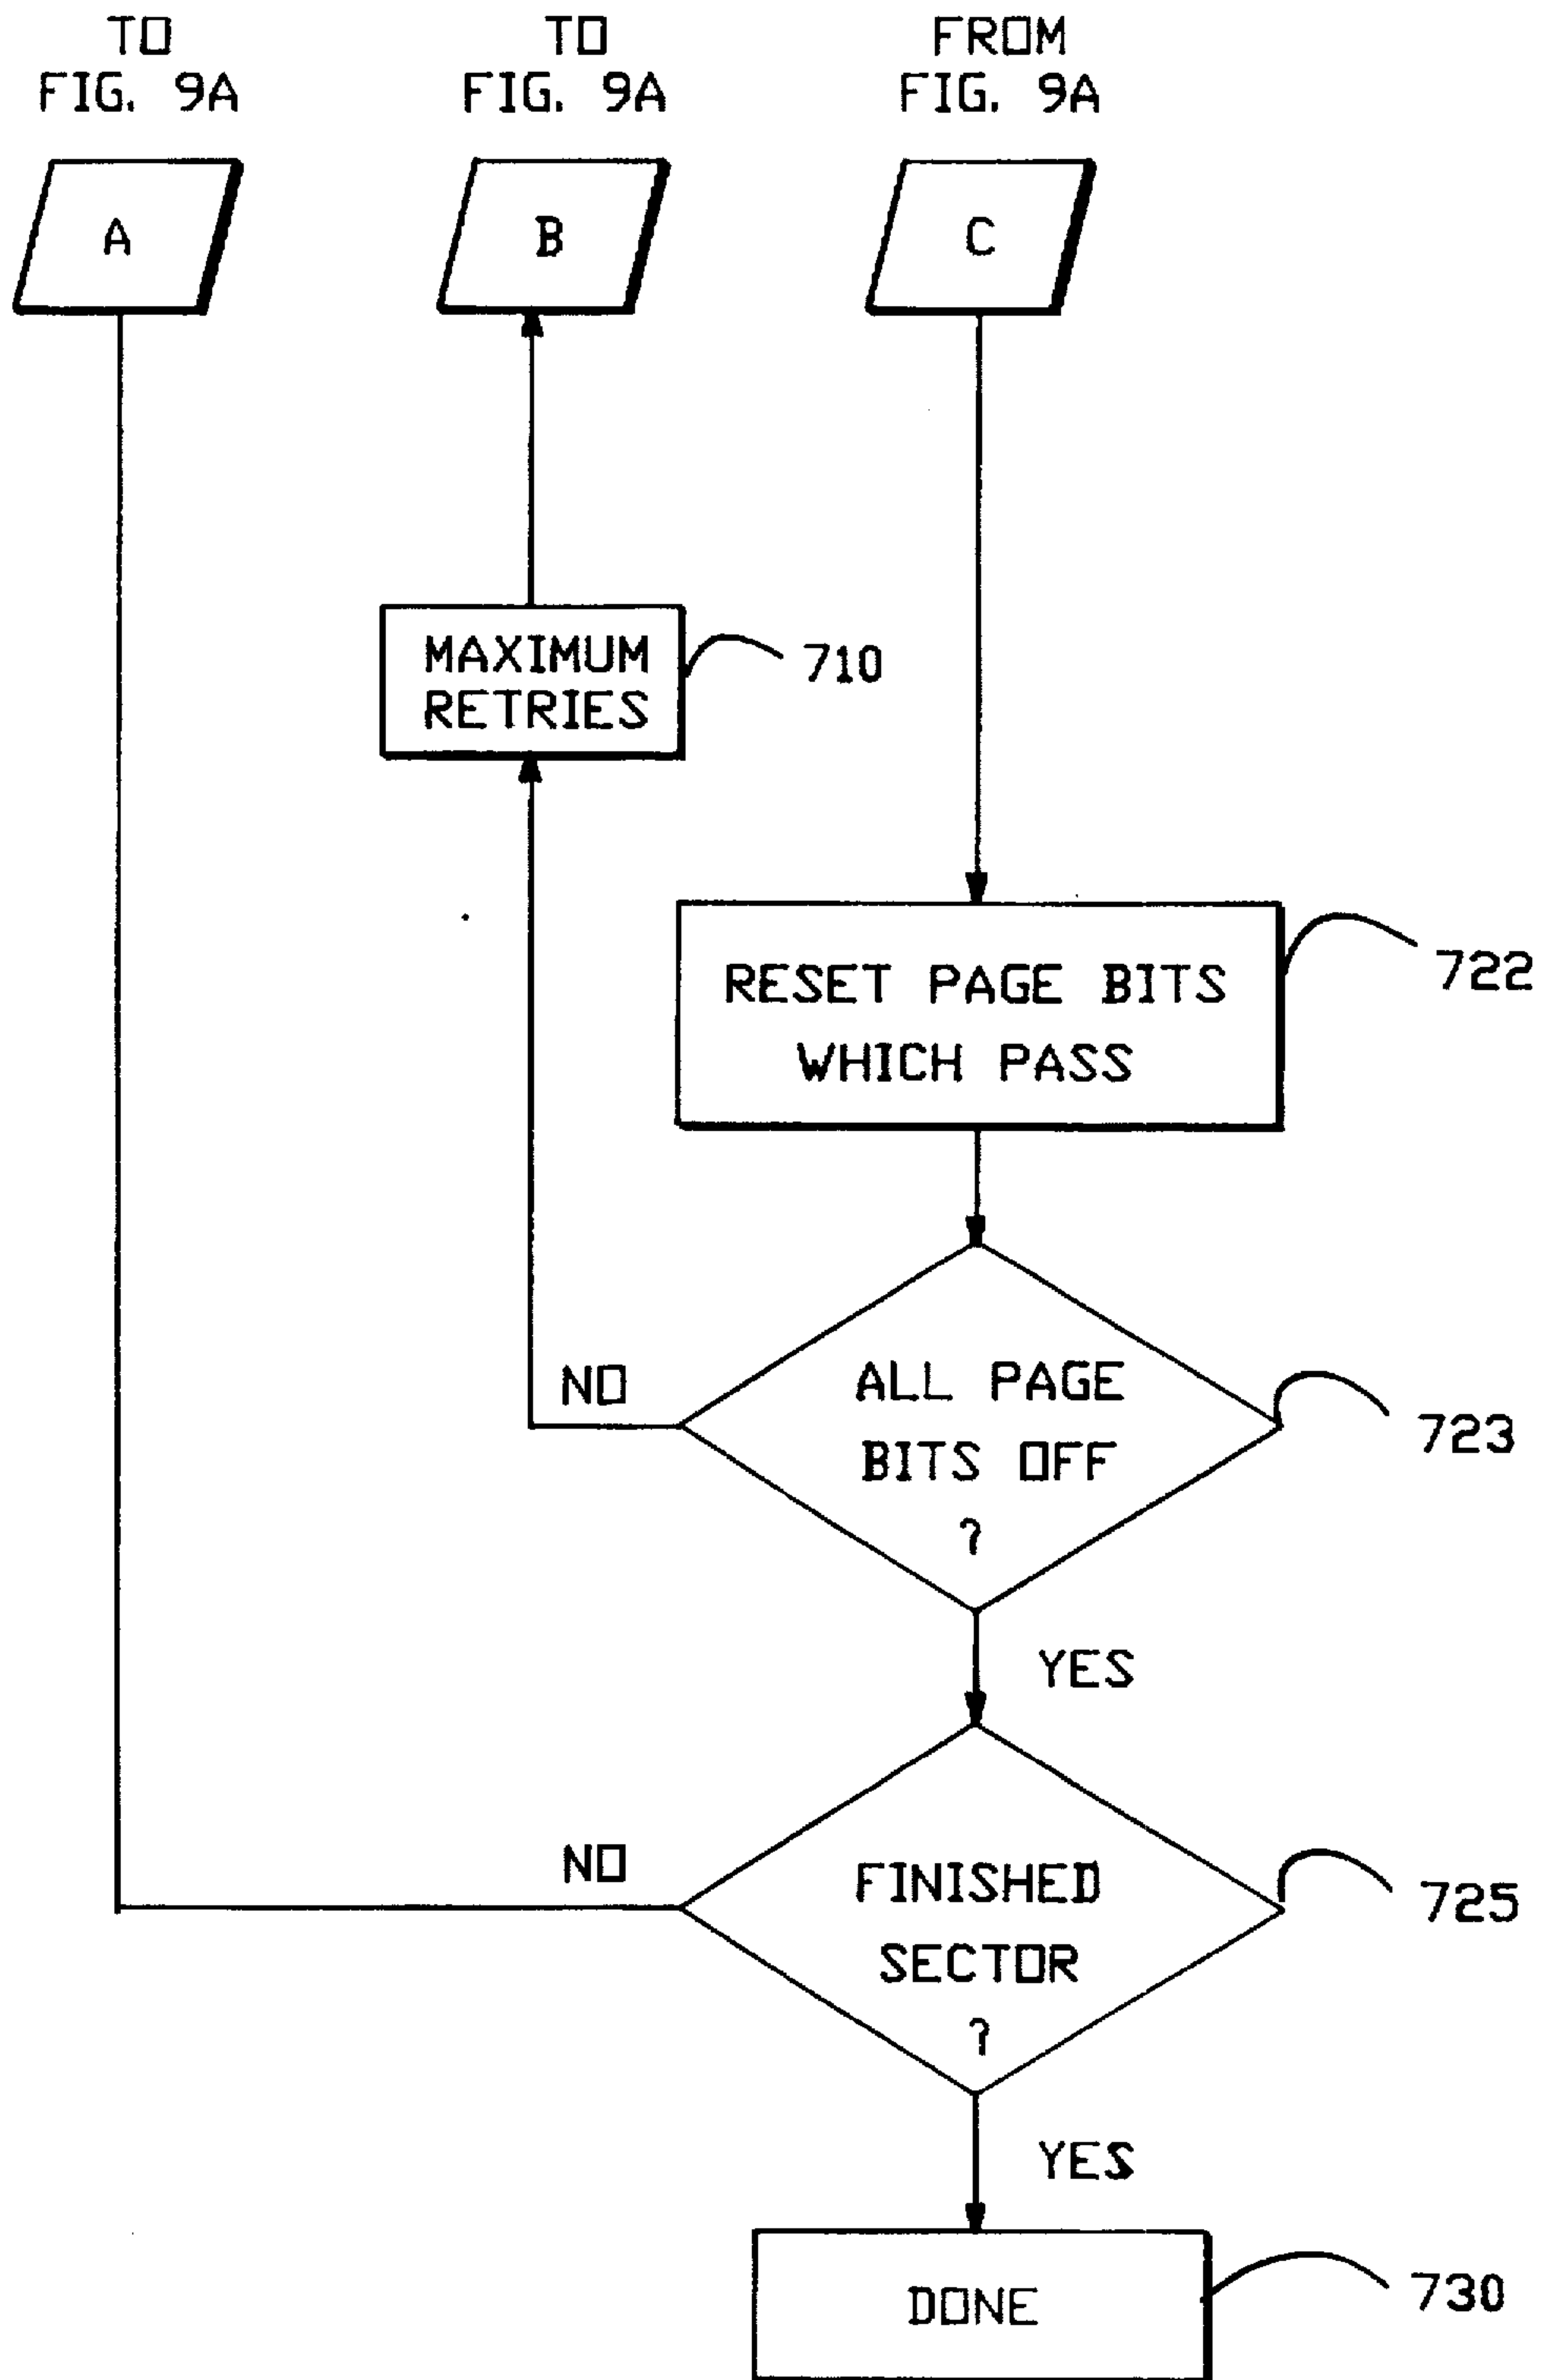 TO
FIG. 9A
TO
FIG. 9A
FROM
FIG. 9A
A
B
C
MAXIMUM
RETRIES
710
RESET PAGE BITS
WHICH PASS
722
ALL PAGE
BITS OFF
?
NO
723
YES
NO
FINISHED
SECTOR
?
725
YES
DONE
730